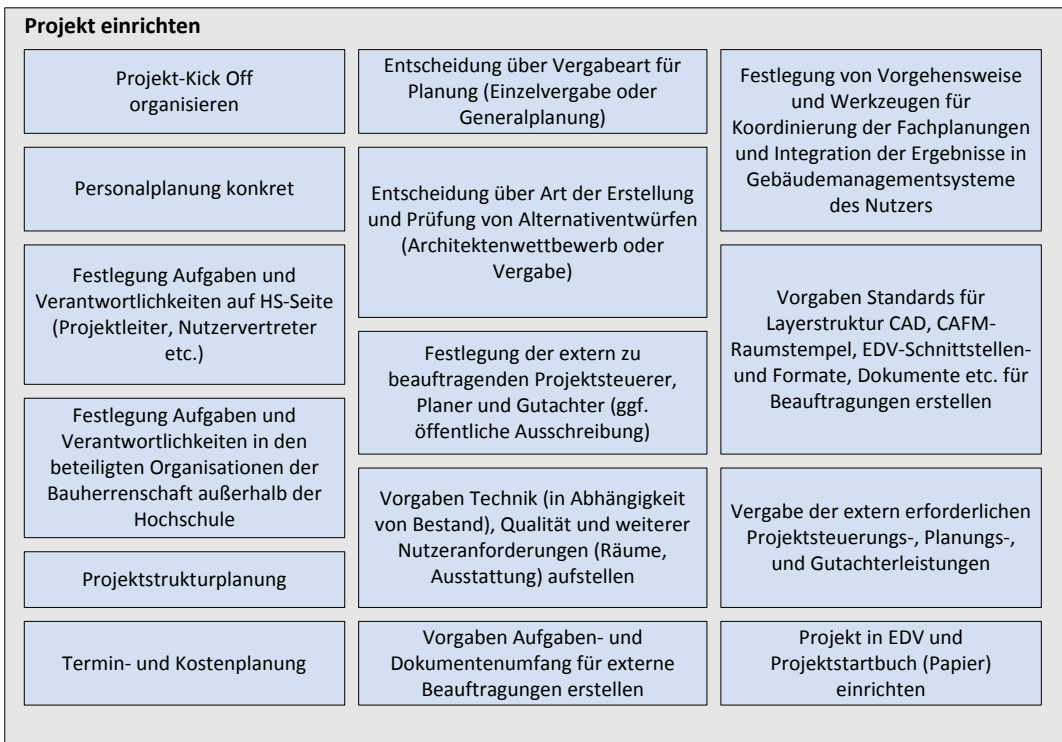 Projekt einrichten
Projekt-Kick Off
organisieren
Personalplanung konkret
Festlegung Aufgaben und
Verantwortlichkeiten auf HS-Seite
(Projektleiter, Nutzervertreter
etc.)
Festlegung Aufgaben und
Verantwortlichkeiten in den
beteiligten Organisationen der
Bauherrenschaft außerhalb der
Hochschule
Projektstrukturplanung
Termin- und Kostenplanung
Entscheidung über Vergabeart für
Planung (Einzelvergabe oder
Generalplanung)
Entscheidung über Art der Erstellung
und Prüfung von Alternativentwürfen
(Architektenwettbewerb oder
Vergabe)
Festlegung der extern zu
beauftragenden Projektsteuerer,
Planer und Gutachter (ggf.
öffentliche Ausschreibung)
Vorgaben Technik (in Abhängigkeit
von Bestand), Qualität und weiterer
Nutzeranforderungen (Räume,
Ausstattung) aufstellen
Vorgaben Aufgaben- und
Dokumentenumfang für externe
Beauftragungen erstellen
Festlegung von Vorgehensweise
und Werkzeugen für
Koordinierung der Fachplanungen
und Integration der Ergebnisse in
Gebäudemanagementsysteme
des Nutzers
Vorgaben Standards für
Layerstruktur CAD, CAFM-
Raumstempel, EDV-Schnittstellen-
und Formate, Dokumente etc. für
Beauftragungen erstellen
Vergabe der extern erforderlichen
Projektsteuerungs-, Planungs-,
und Gutachterleistungen
Projekt in EDV und
Projektstartbuch (Papier)
einrichten